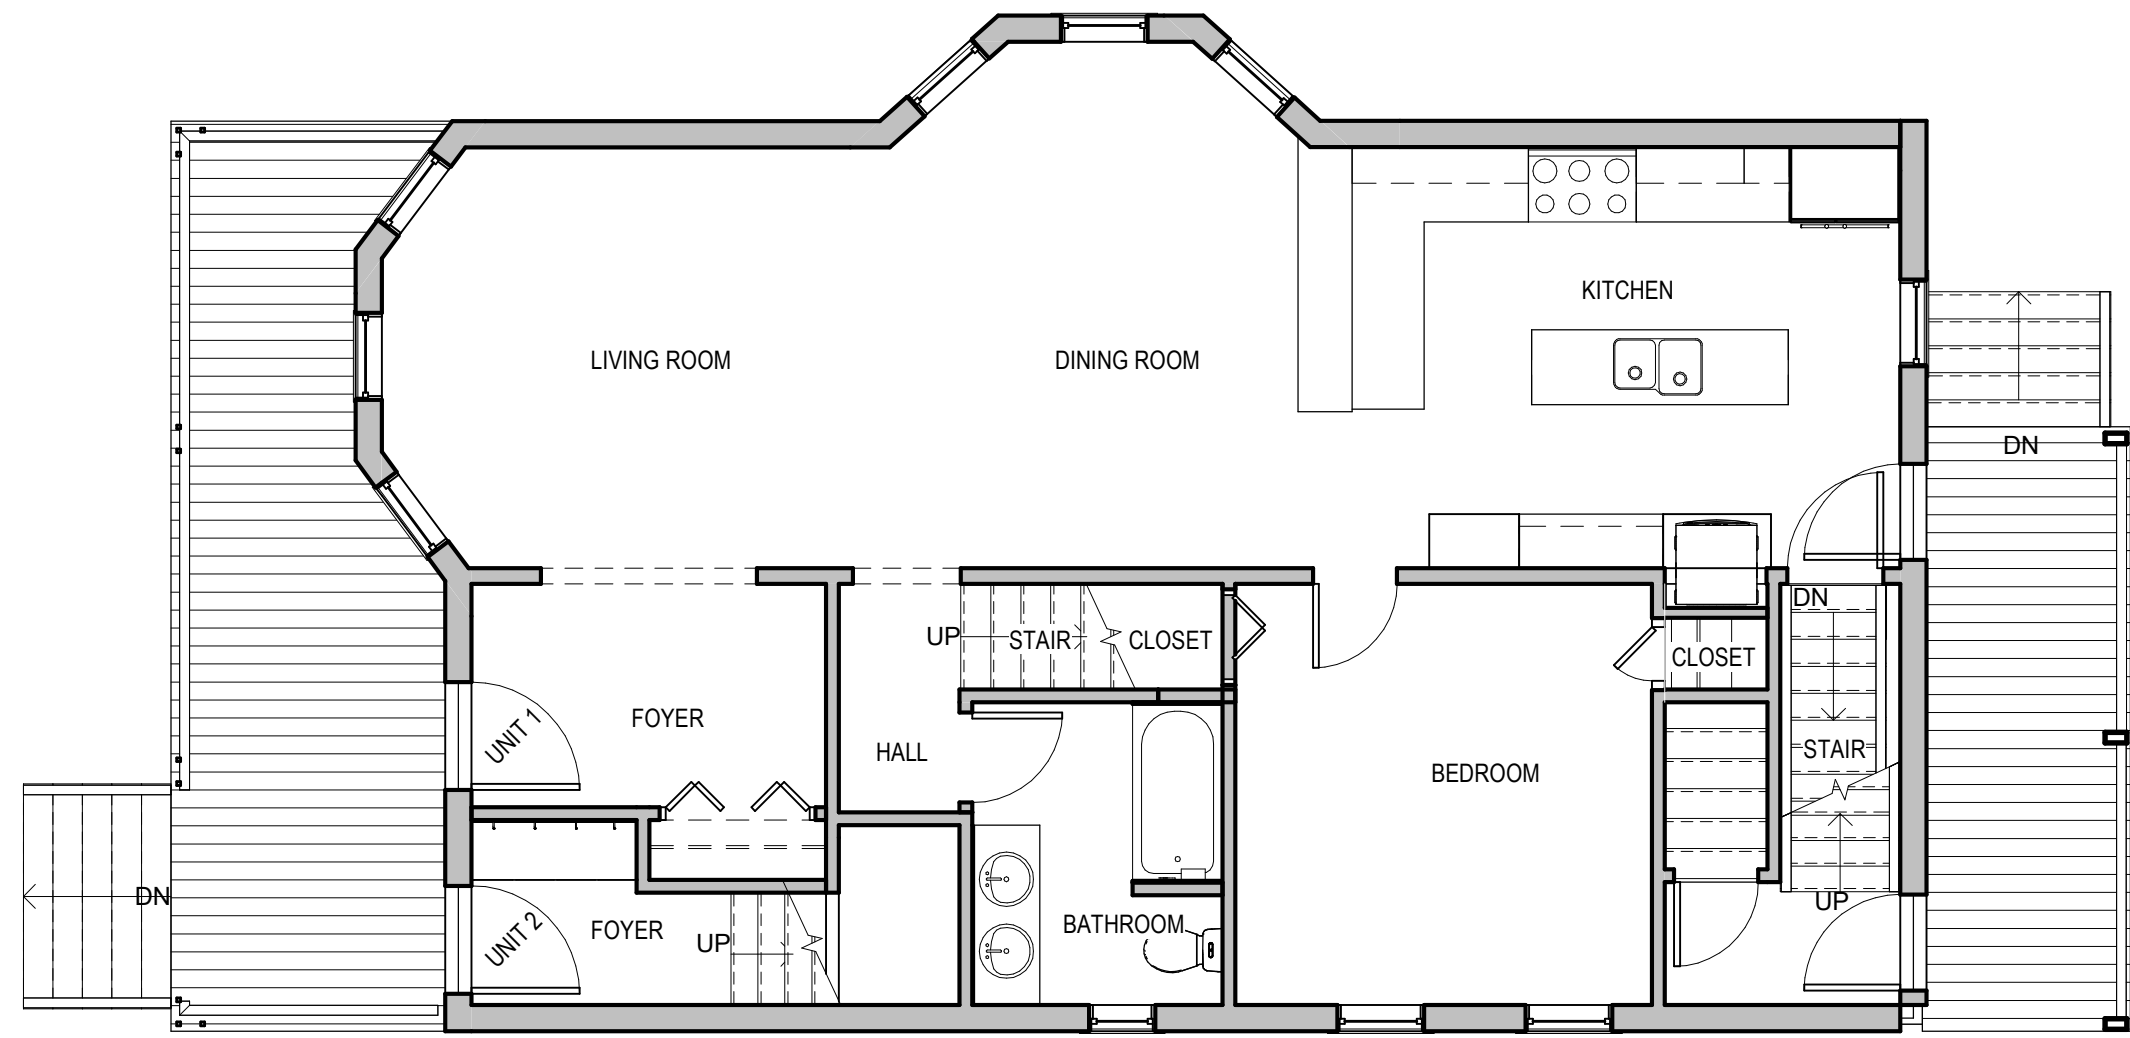 KITCHEN
LIVING ROOM
DINING ROOM
DN
DN
UP
STAIR
CLOSET
CLOSET
FOYER
UNIT 1
HALL
STAIR
BEDROOM
DN
UNIT 2
FOYER
UP
BATHROOM
UP